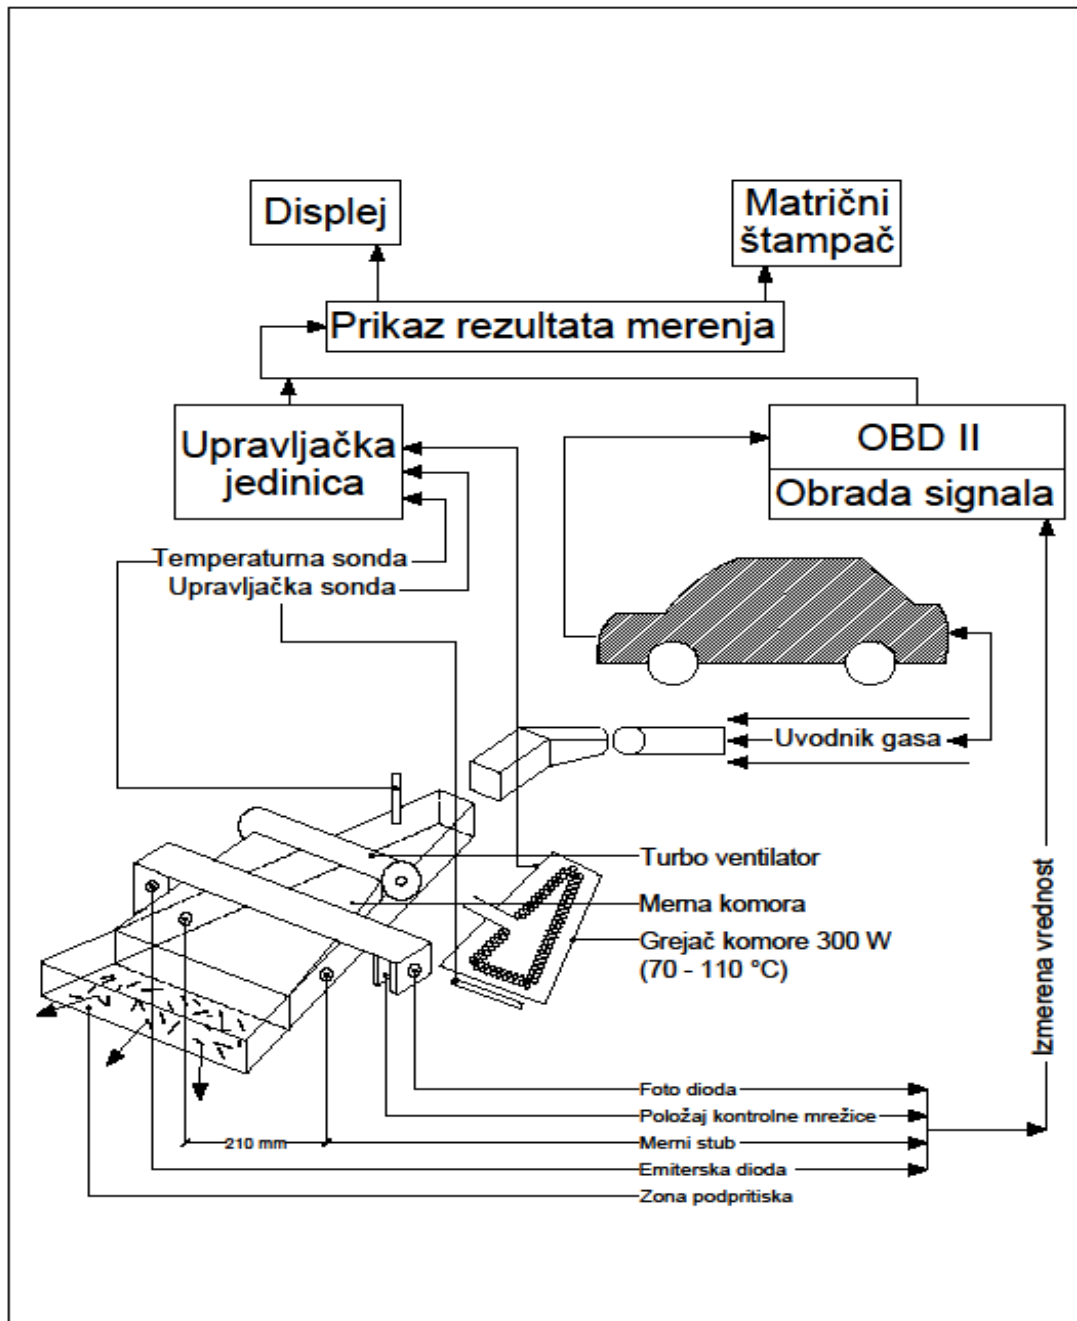 Displej
Matrični
štampač
Prikaz rezultata merenja
Upravljačka
jedinica
OBD II
Obrada signala
Temperaturna sonda
Upravljačka sonda
Uvodnik gasa
Turbo ventilator
Merna komora
Grejač komore 300 W
(70 - 110 °C)
Izmerena vrednost
Foto dioda
Položaj kontrolne mrežice
210 mm
Merni stub
Emiterska dioda
Zona podpritiska